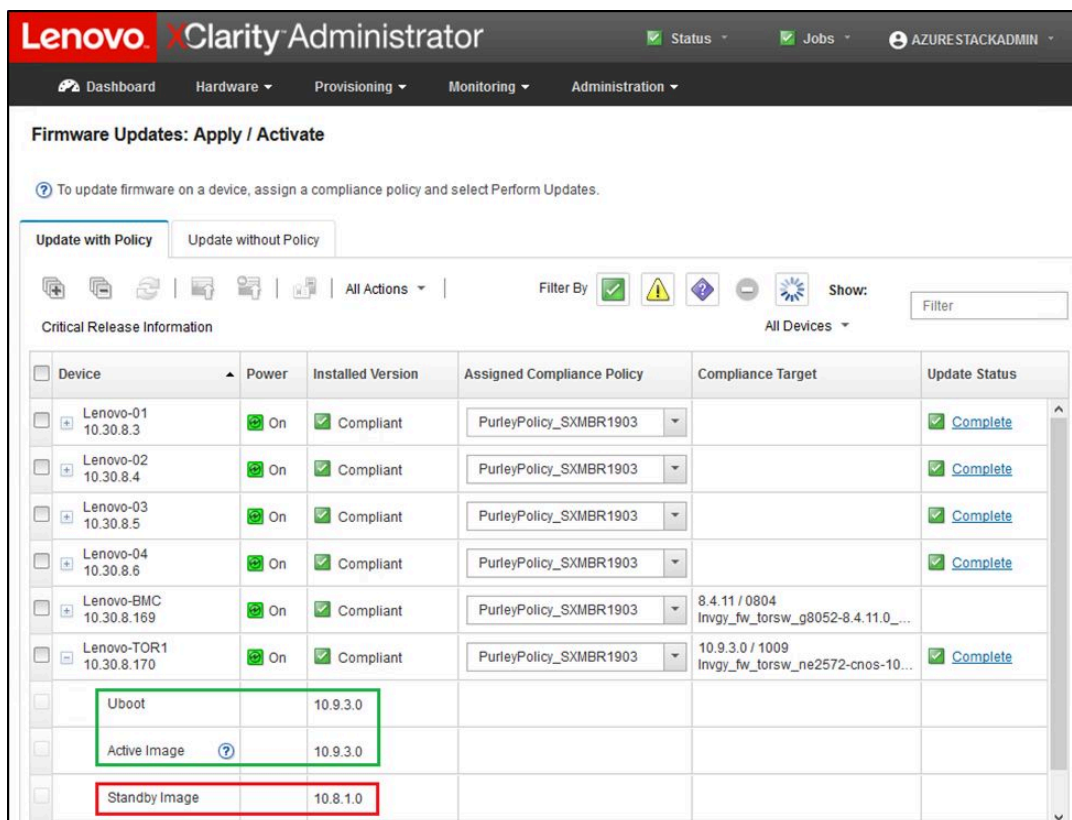 Lenovo XClarity Administrator Status Jobs AZURESTACKADMIN
Dashboard Hardware Provisioning Monitoring Administration
Firmware Updates: Apply / Activate
? To update firmware on a device, assign a compliance policy and select Perform Updates.
Update with Policy Update without Policy
All Actions Filter By Show: Filter
Critical Release Information All Devices
Device Power Installed Version Assigned Compliance Policy Compliance Target Update Status
Lenovo-01 On Compliant PurleyPolicy_SXMBR1903 Complete
10.30.8.3
Lenovo-02 On Compliant PurleyPolicy_SXMBR1903 Complete
10.30.8.4
Lenovo-03 On Compliant PurleyPolicy_SXMBR1903 Complete
10.30.8.5
Lenovo-04 On Compliant PurleyPolicy_SXMBR1903 Complete
10.30.8.6
Lenovo-BMC On Compliant PurleyPolicy_SXMBR1903 8.4.11 / 0804
10.30.8.169 lnvgy_fw_torsw_g8052-8.4.11.0_...
Lenovo-TOR1 On Compliant PurleyPolicy_SXMBR1903 10.9.3.0 / 1009 Complete
10.30.8.170 lnvgy_fw_torsw_ne2572-cnos-10...
Uboot 10.9.3.0
Active Image ? 10.9.3.0
Standby Image 10.8.1.0